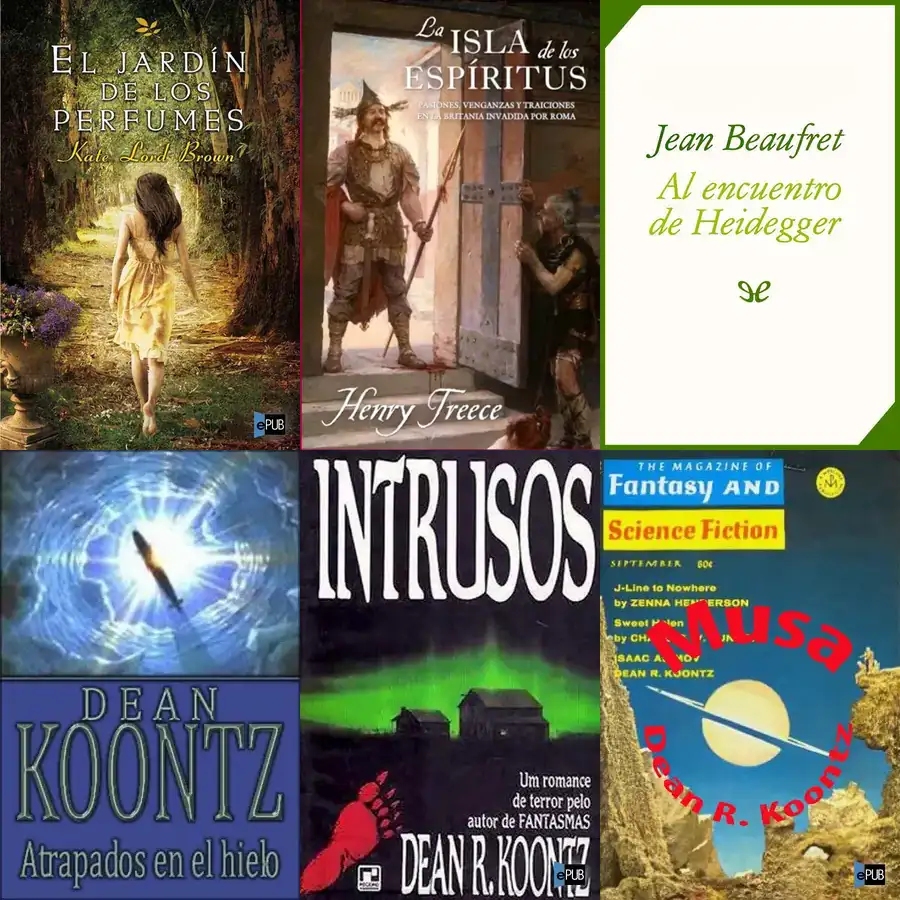 EL JARDÍN
DE LOS
PERFUMES
Kate Lord Brown
ePUB
La
ISLA de los
ESPÍRITUS
PASIONES, VENGANZAS Y TRAICIONES
EN LA BRITANIA INVADIDA POR ROMA
Henry Treece
Jean Beaufret
Al encuentro
de Heidegger
DEAN
KOONTZ
Atrapados en el hielo
INTRUSOS
Um romance
de terror pelo
autor de FANTASMAS
DEAN R. KOONTZ
ePUB
THE MAGAZINE OF
Fantasy AND
Science Fiction
SEPTEMBER 60¢
J-Line to Nowhere
by ZENNA HENDERSON
Sweet Helen
by
ISAAC ASIMOV
DEAN R. KOONTZ
Musa
Dean R. Koontz
ePUB